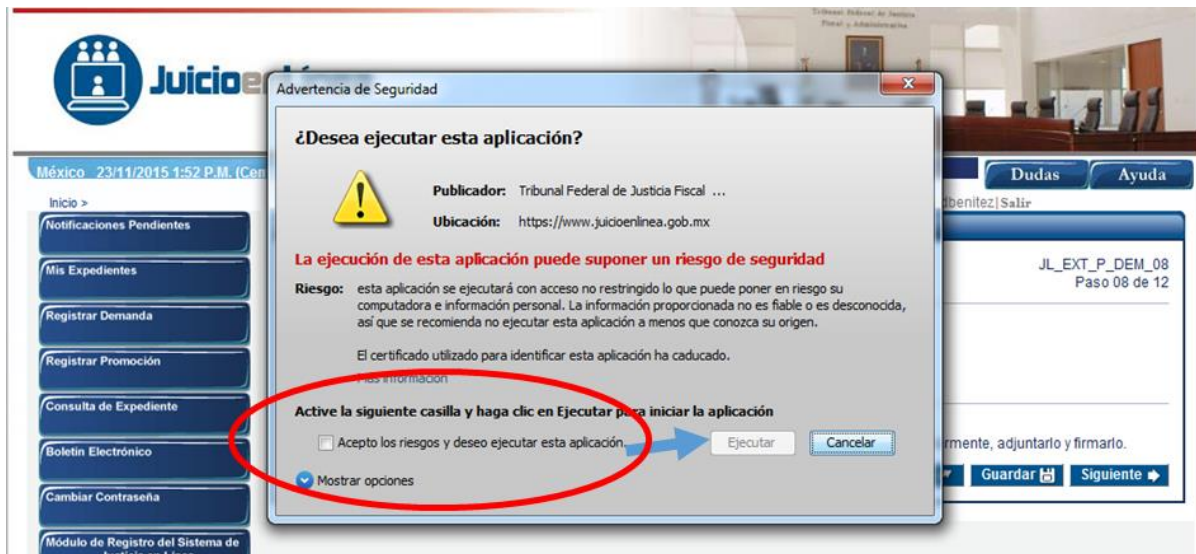 Tribunal Federal de Justicia
Fiscal y Administrativa
Juicio
Advertencia de Seguridad
¿Desea ejecutar esta aplicación?
México 23/11/2015 1:52 P.M. (Cen
Publicador: Tribunal Federal de Justicia Fiscal ...
Dudas
Ayuda
Inicio >
Ubicación: https://www.juicioenlinea.gob.mx
dbenitez|Salir
Notificaciones Pendientes
La ejecución de esta aplicación puede suponer un riesgo de seguridad
JL_EXT_P_DEM_08
Paso 08 de 12
Mis Expedientes
Riesgo: esta aplicación se ejecutará con acceso no restringido lo que puede poner en riesgo su
computadora e información personal. La información proporcionada no es fiable o es desconocida,
así que se recomienda no ejecutar esta aplicación a menos que conozca su origen.
Registrar Demanda
El certificado utilizado para identificar esta aplicación ha caducado.
Registrar Promoción
Más información
Consulta de Expediente
Active la siguiente casilla y haga clic en Ejecutar para iniciar la aplicación
Acepto los riesgos y deseo ejecutar esta aplicación.
Ejecutar
Cancelar
rmente, adjuntarlo y firmarlo.
Boletín Electrónico
Mostrar opciones
Guardar
Siguiente
Cambiar Contraseña
Módulo de Registro del Sistema de